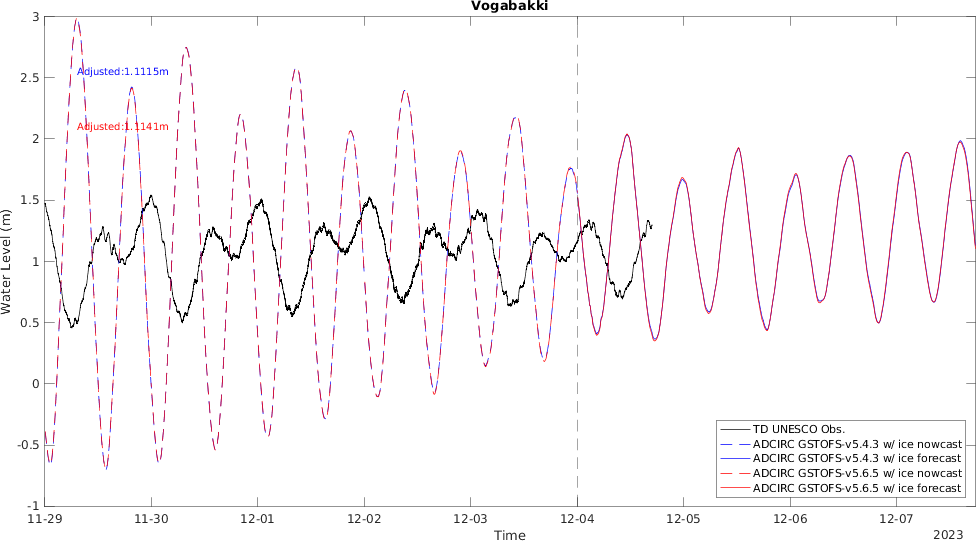 Vogabakki
3
2.5
2
1.5
1
0.5
0
-0.5
-1
Water Level (m)
Adjusted:1.1115m
Adjusted:1.1141m
TD UNESCO Obs.
ADCIRC GSTOFS-v5.4.3 w/ ice nowcast
ADCIRC GSTOFS-v5.4.3 w/ ice forecast
ADCIRC GSTOFS-v5.6.5 w/ ice nowcast
ADCIRC GSTOFS-v5.6.5 w/ ice forecast
11-29 11-30 12-01 12-02 12-03 12-04 12-05 12-06 12-07
Time
2023